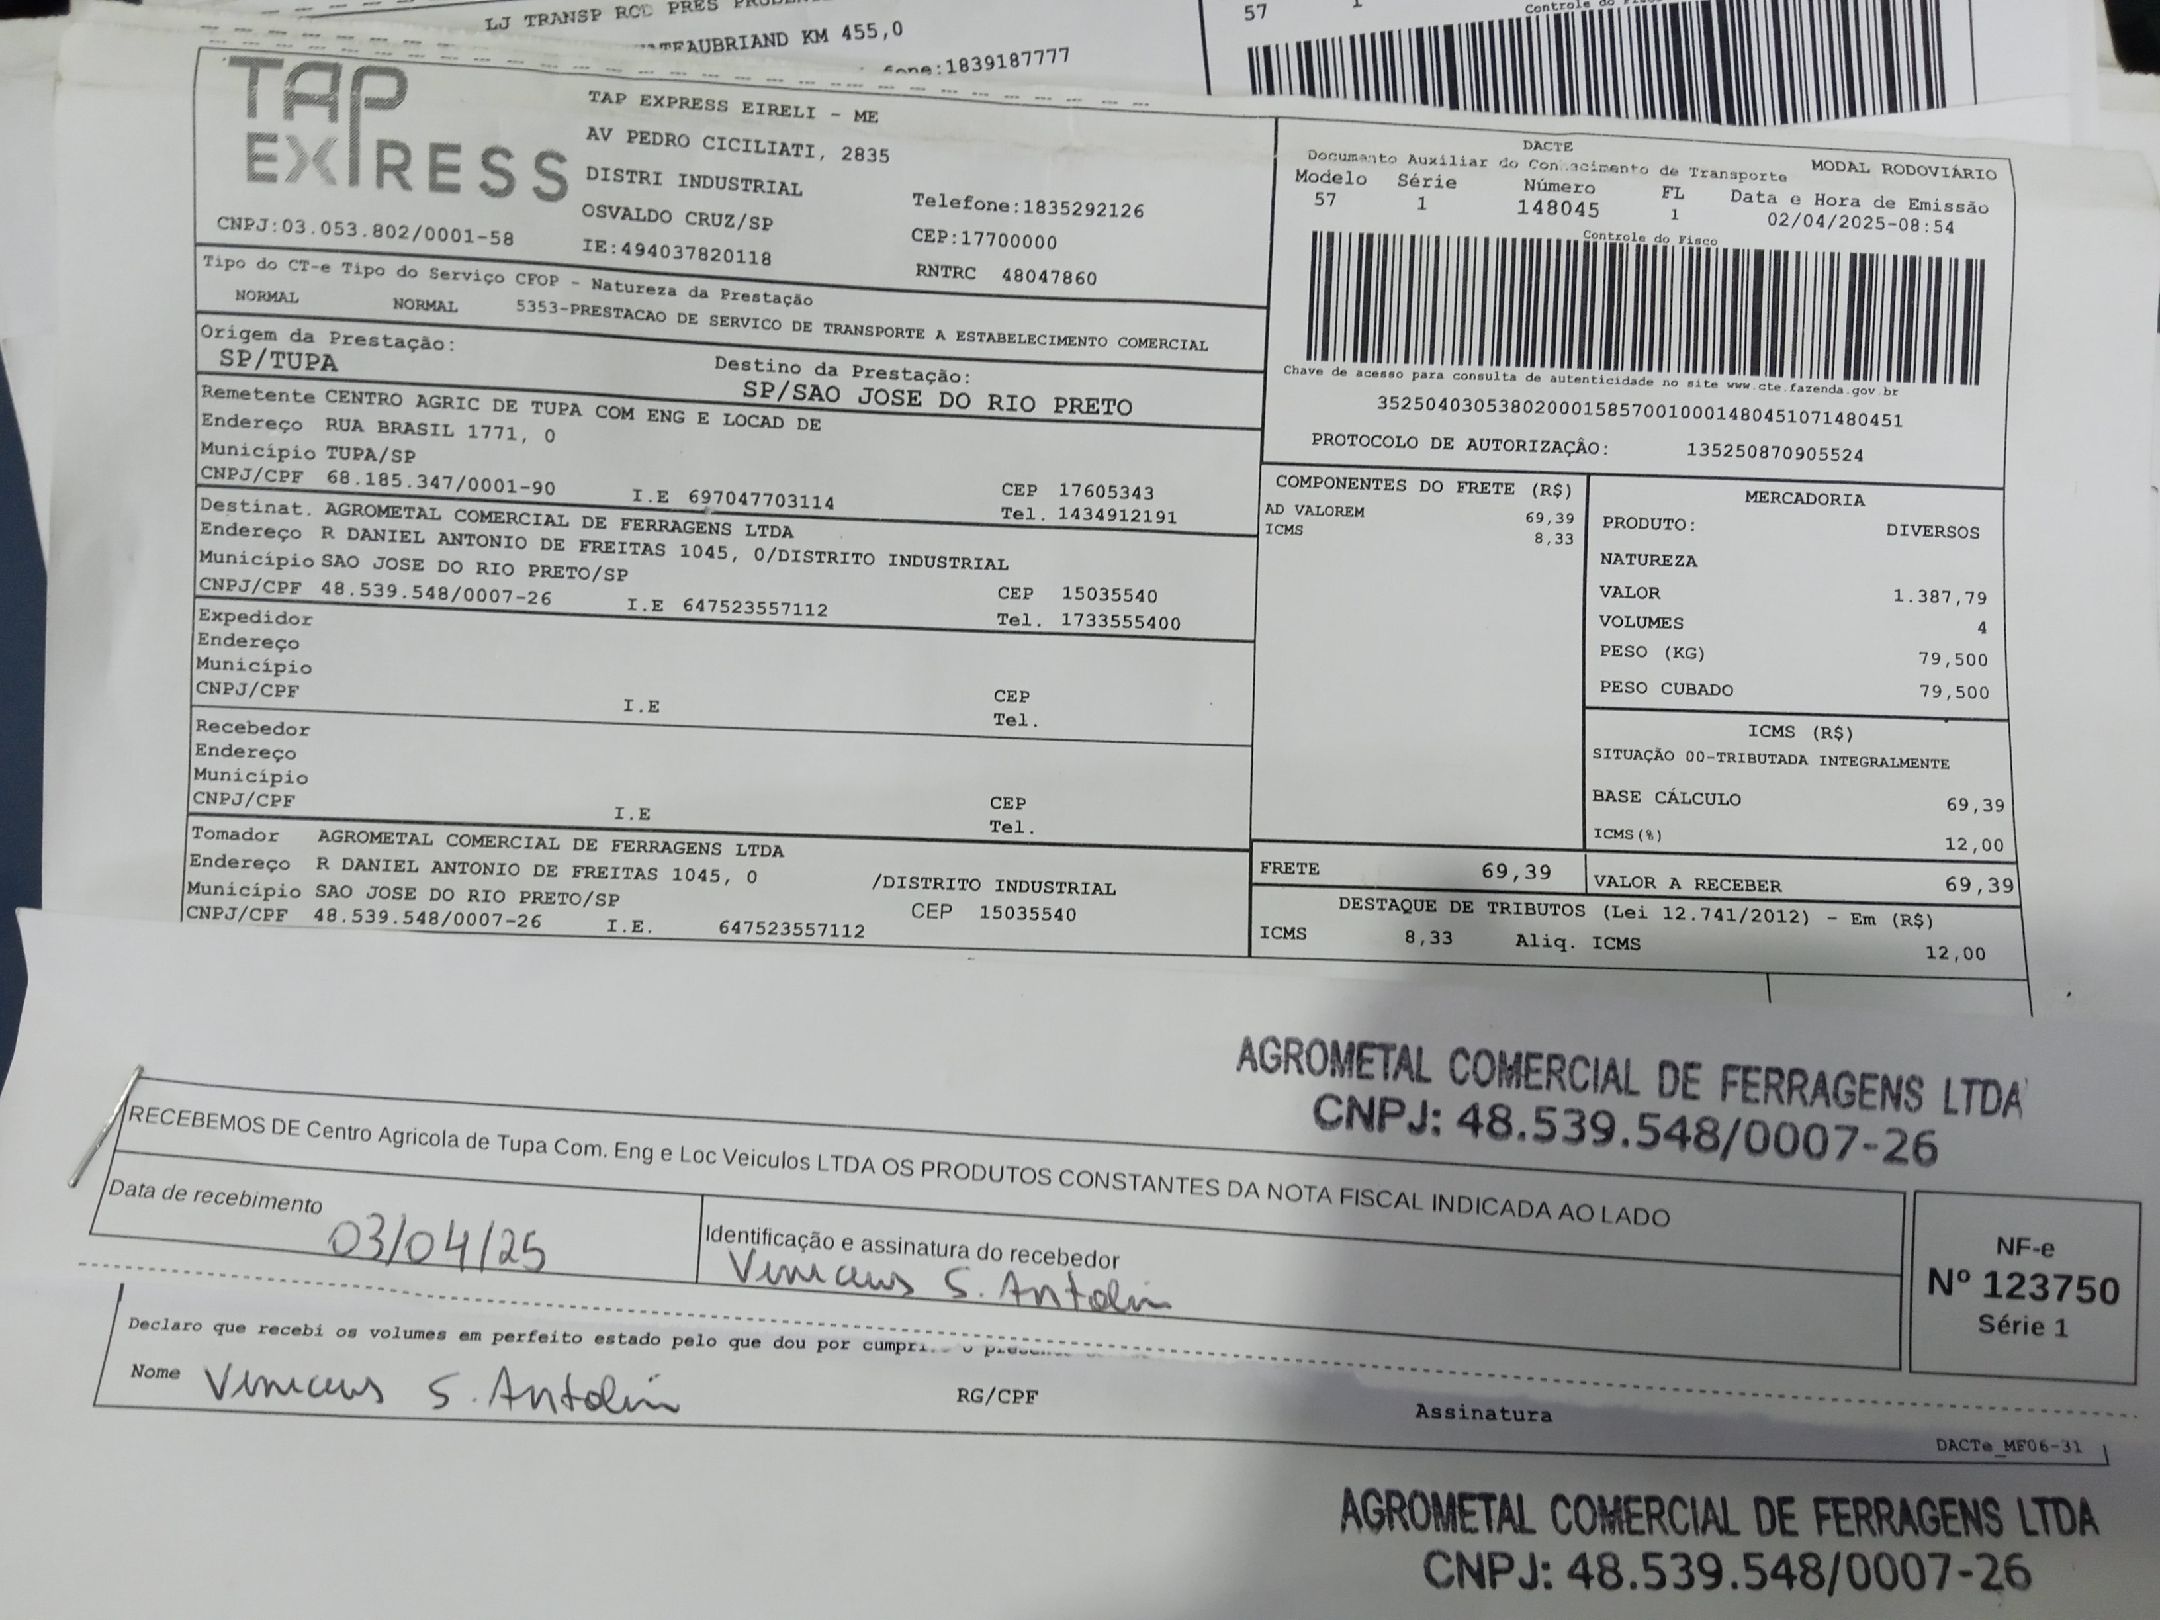 LJ TRANSP ROD PRES
KM 455,0
1839187777
57 1
TAP
EXPRESS
CNPJ:03.053.802/0001-58
TAP EXPRESS EIRELI - ME
AV PEDRO CICILIATI, 2835
DISTRI INDUSTRIAL
OSVALDO CRUZ/SP
IE:494037820118
Telefone:1835292126
CEP:17700000
RNTRC 48047860
DACTE
Documento Auxiliar do Conhecimento de Transporte
MODAL RODOVIÁRIO
Modelo Série Número FL Data e Hora de Emissão
57 1 148045 1 02/04/2025-08:54
Controle do Fisco
Chave de acesso para consulta de autenticidade no site www.cte.fazenda.gov.br
35250403053802000158570010001480451071480451
PROTOCOLO DE AUTORIZAÇÂO: 135250870905524
Tipo do CT-e Tipo do Serviço CFOP - Natureza da Prestação
NORMAL NORMAL 5353-PRESTACAO DE SERVICO DE TRANSPORTE A ESTABELECIMENTO COMERCIAL
Origem da Prestação:
SP/TUPA
Destino da Prestação:
SP/SAO JOSE DO RIO PRETO
Remetente CENTRO AGRIC DE TUPA COM ENG E LOCAD DE
Endereço RUA BRASIL 1771, 0
Município TUPA/SP
CEP 17605343
CNPJ/CPF 68.185.347/0001-90 I.E 697047703114 Tel. 1434912191
Destinat. AGROMETAL COMERCIAL DE FERRAGENS LTDA
Endereço R DANIEL ANTONIO DE FREITAS 1045, 0/DISTRITO INDUSTRIAL
Município SAO JOSE DO RIO PRETO/SP CEP 15035540
CNPJ/CPF 48.539.548/0007-26 I.E 647523557112 Tel. 1733555400
Expedidor
Endereço
Município CEP
CNPJ/CPF I.E Tel.
Recebedor
Endereço
Município CEP
CNPJ/CPF I.E Tel.
Tomador AGROMETAL COMERCIAL DE FERRAGENS LTDA
Endereço R DANIEL ANTONIO DE FREITAS 1045, 0 /DISTRITO INDUSTRIAL
Município SAO JOSE DO RIO PRETO/SP CEP 15035540
CNPJ/CPF 48.539.548/0007-26 I.E. 647523557112
COMPONENTES DO FRETE (R$)
AD VALOREM 69,39
ICMS 8,33
MERCADORIA
PRODUTO: DIVERSOS
NATUREZA
VALOR 1.387,79
VOLUMES 4
PESO (KG) 79,500
PESO CUBADO 79,500
ICMS (R$)
SITUAÇÃO 00-TRIBUTADA INTEGRALMENTE
BASE CÁLCULO 69,39
ICMS(%) 12,00
FRETE 69,39 VALOR A RECEBER 69,39
DESTAQUE DE TRIBUTOS (Lei 12.741/2012) - Em (R$)
ICMS 8,33 Aliq. ICMS 12,00
AGROMETAL COMERCIAL DE FERRAGENS LTDA
CNPJ: 48.539.548/0007-26
RECEBEMOS DE Centro Agricola de Tupa Com. Eng e Loc Veiculos LTDA OS PRODUTOS CONSTANTES DA NOTA FISCAL INDICADA AO LADO
Data de recebimento
03/04/25
Identificação e assinatura do recebedor
Vinicius S. Antolin
NF-e
Nº 123750
Série 1
Declaro que recebi os volumes em perfeito estado pelo que dou por
Nome Vinicius S. Antolin RG/CPF Assinatura
DACTe_MF06-31
AGROMETAL COMERCIAL DE FERRAGENS LTDA
CNPJ: 48.539.548/0007-26